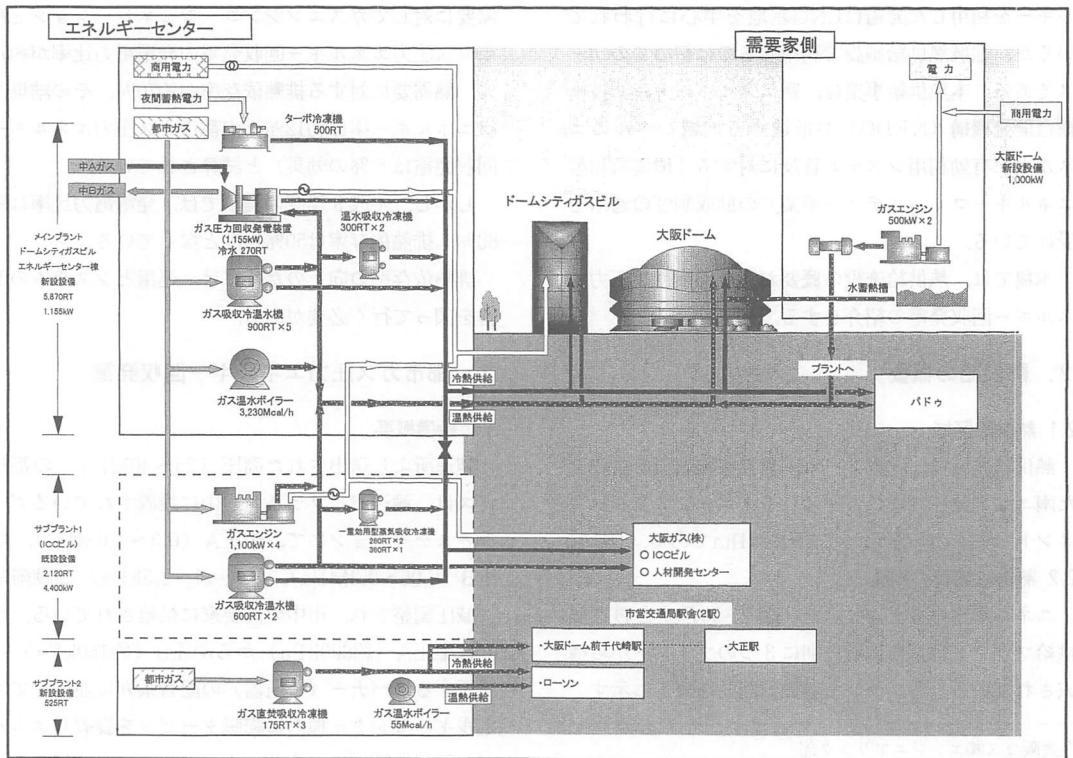 エネルギーセンター
商用電力
夜間蓄熱電力
都市ガス
ターボ冷凍機
500RT
中Aガス
中Bガス
ガス圧力回収発電装置
(1,155kW)
冷水 270RT
温水吸収冷凍機
300RT×2
ガス吸収冷温水機
900RT×5
ガス温水ボイラー
3,230Mcal/h
メインプラント
ドームシティガスビル
エネルギーセンター棟
新設設備
5,870RT
1,155kW
冷熱供給
温熱供給
需要家側
電力
商用電力
大阪ドーム
新設設備
1,000kW
ドームシティガスビル
大阪ドーム
ガスエンジン
500kW×2
水蓄熱槽
プラントへ
パドゥ
サブプラント1
(ICCビル)
既設設備
2,120RT
4,400kW
ガスエンジン
1,100kW×4
一重効用型蒸気吸収冷凍機
280RT×2
360RT×1
ガス吸収冷温水機
600RT×2
大阪ガス(株)
○ ICCビル
○ 人材開発センター
市営交通局駅舎(2駅)
・大阪ドーム前千代崎駅
・ローソン
・大正駅
サブプラント2
新設設備
525RT
都市ガス
ガス直焚吸収冷凍機
175RT×3
ガス温水ボイラー
55Mcal/h
冷熱供給
温熱供給